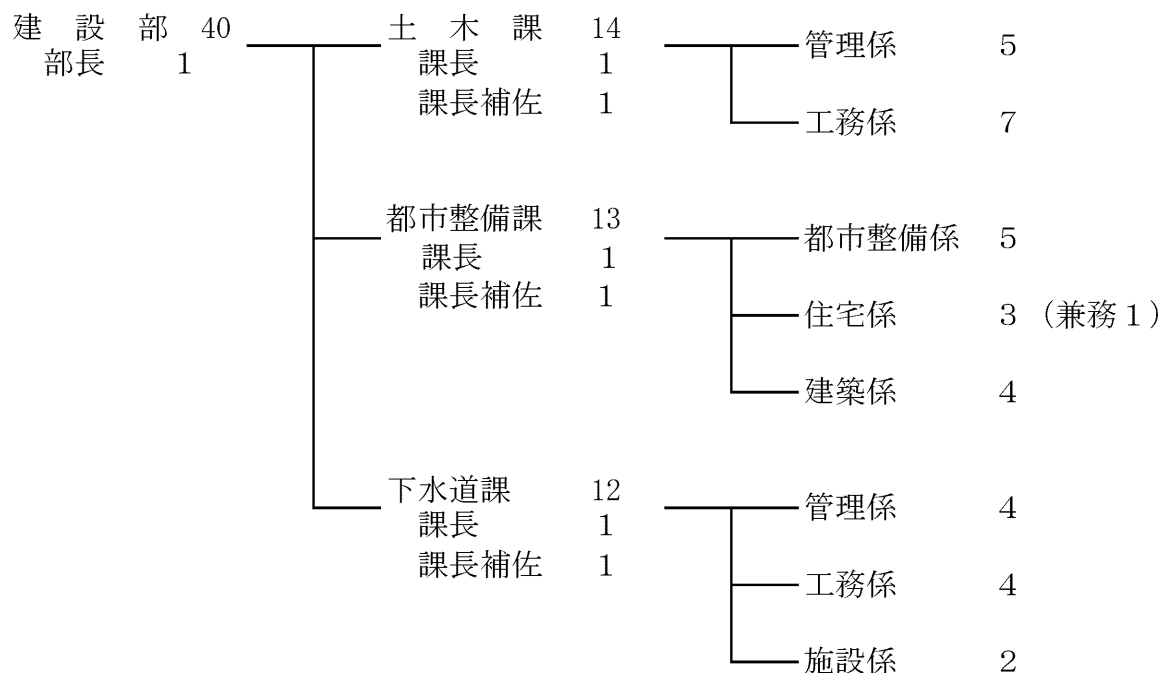 建設部 40 土木課 14 管理係 5
部長 1 課長 1
課長補佐 1 工務係 7
都市整備課 13 都市整備係 5
課長 1
課長補佐 1 住宅係 3 (兼務1)
建築係 4
下水道課 12 管理係 4
課長 1
課長補佐 1 工務係 4
施設係 2